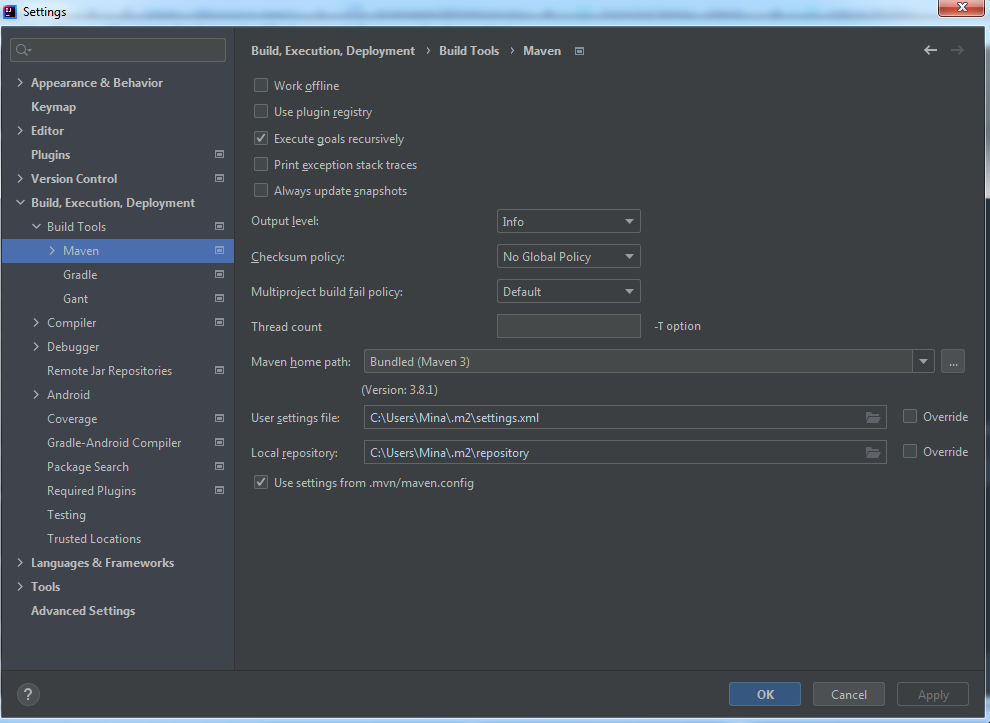 Settings
Build, Execution, Deployment › Build Tools › Maven
Appearance & Behavior
Keymap
Editor
Plugins
Version Control
Build, Execution, Deployment
Build Tools
Maven
Gradle
Gant
Compiler
Debugger
Remote Jar Repositories
Android
Coverage
Gradle-Android Compiler
Package Search
Required Plugins
Testing
Trusted Locations
Languages & Frameworks
Tools
Advanced Settings
Work offline
Use plugin registry
Execute goals recursively
Print exception stack traces
Always update snapshots
Output level: Info
Checksum policy: No Global Policy
Multiproject build fail policy: Default
Thread count -T option
Maven home path: Bundled (Maven 3) ...
(Version: 3.8.1)
User settings file: C:\Users\Mina\.m2\settings.xml Override
Local repository: C:\Users\Mina\.m2\repository Override
Use settings from .mvn/maven.config
? OK Cancel Apply